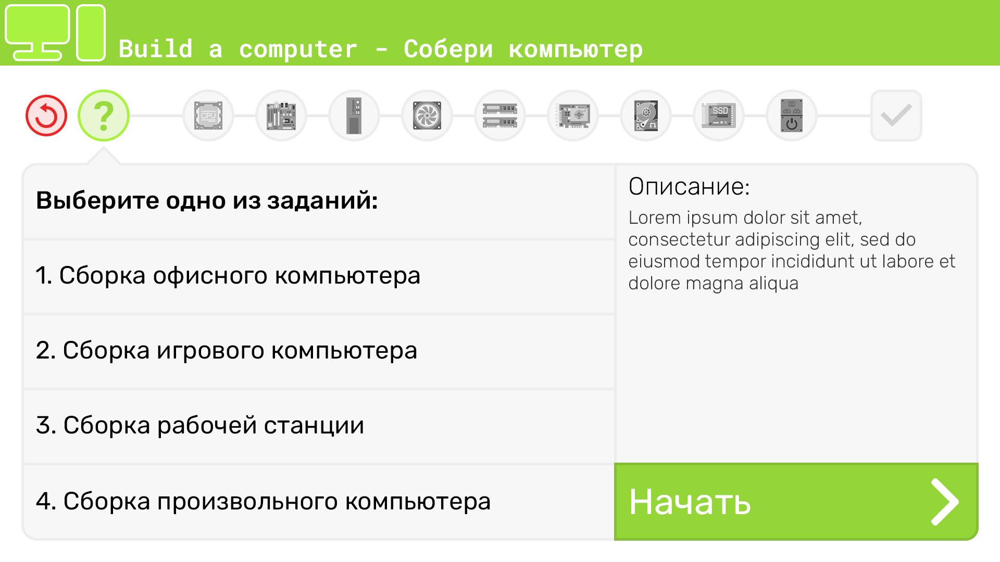 Build a computer - Собери компьютер
?
CPU
SSD
Выберите одно из заданий:
1. Сборка офисного компьютера
2. Сборка игрового компьютера
3. Сборка рабочей станции
4. Сборка произвольного компьютера
Описание:
Lorem ipsum dolor sit amet,
consectetur adipiscing elit, sed do
eiusmod tempor incididunt ut labore et
dolore magna aliqua
Начать